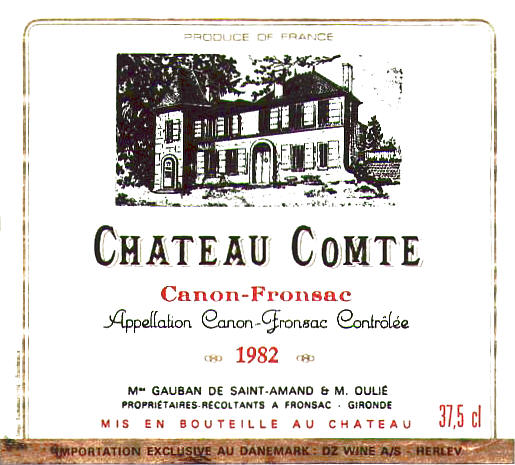 PRODUCE OF FRANCE
CHATEAU COMTE
Canon-Fronsac
Appellation Canon-Fronsac Contrôlée
1982
Mme GAUBAN DE SAINT-AMAND & M. OULIÉ
PROPRIÉTAIRES-RÉCOLTANTS A FRONSAC - GIRONDE
MIS EN BOUTEILLE AU CHATEAU
37,5 cl
IMPORTATION EXCLUSIVE AU DANEMARK : DZ WINE A/S - HERLEV